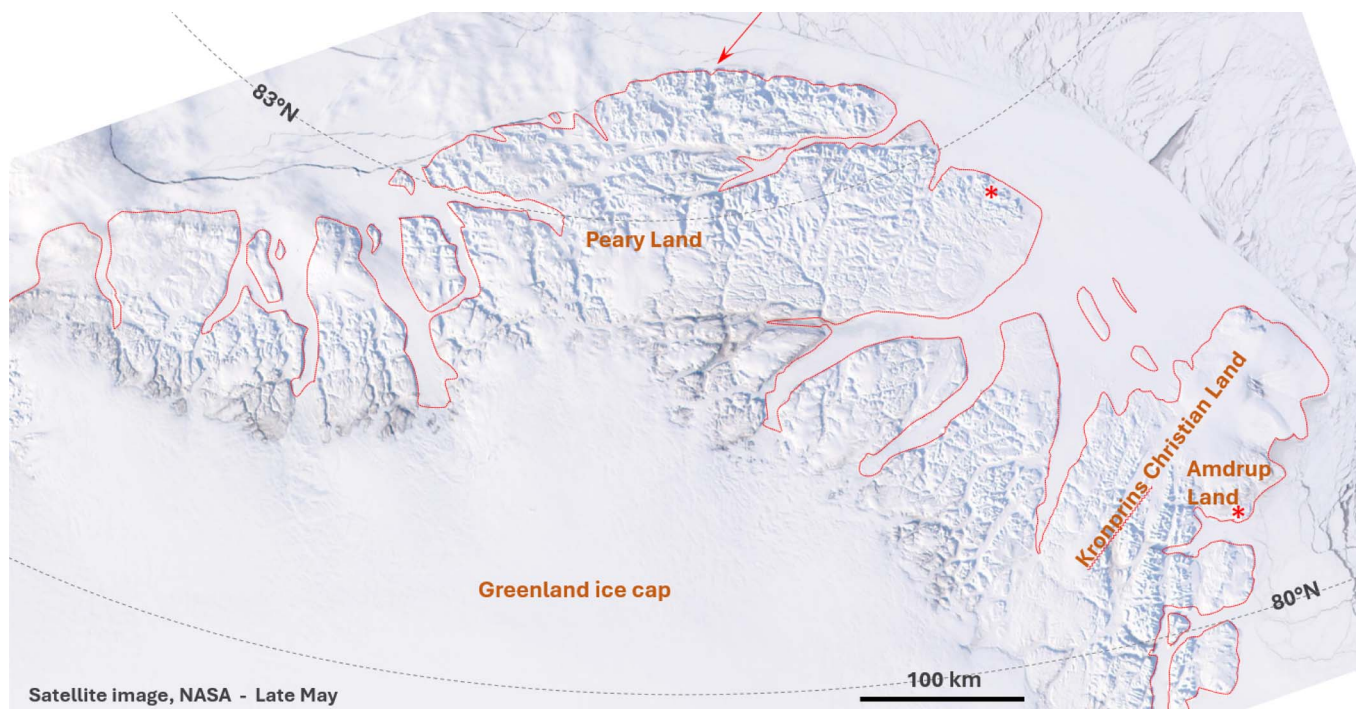 83°N
Peary Land
Kronprins Christian Land
Amdrup
Land
Greenland ice cap
80°N
100 km
Satellite image, NASA - Late May